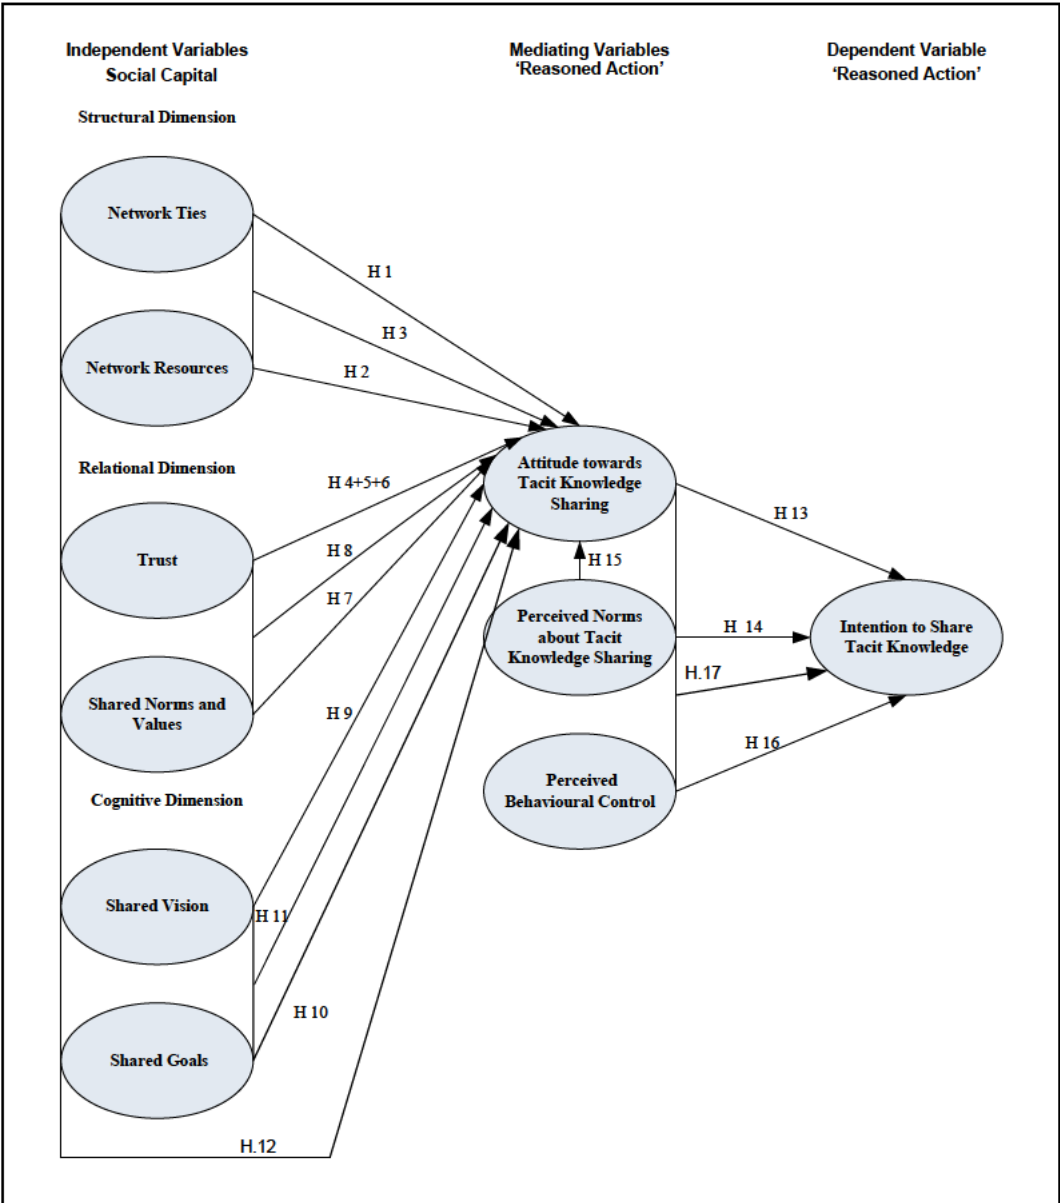 Independent Variables
Social Capital
Mediating Variables
‘Reasoned Action’
Dependent Variable
‘Reasoned Action’
Structural Dimension
Network Ties
H 1
H 3
Network Resources
H 2
Relational Dimension
Attitude towards
Tacit Knowledge
Sharing
H 4+5+6
H 13
Trust
H 8
H 15
H 7
Perceived Norms
about Tacit
Knowledge Sharing
H 14
Intention to Share
Tacit Knowledge
H.17
Shared Norms and
Values
H 9
H 16
Perceived
Behavioural Control
Cognitive Dimension
Shared Vision
H 11
H 10
Shared Goals
H.12